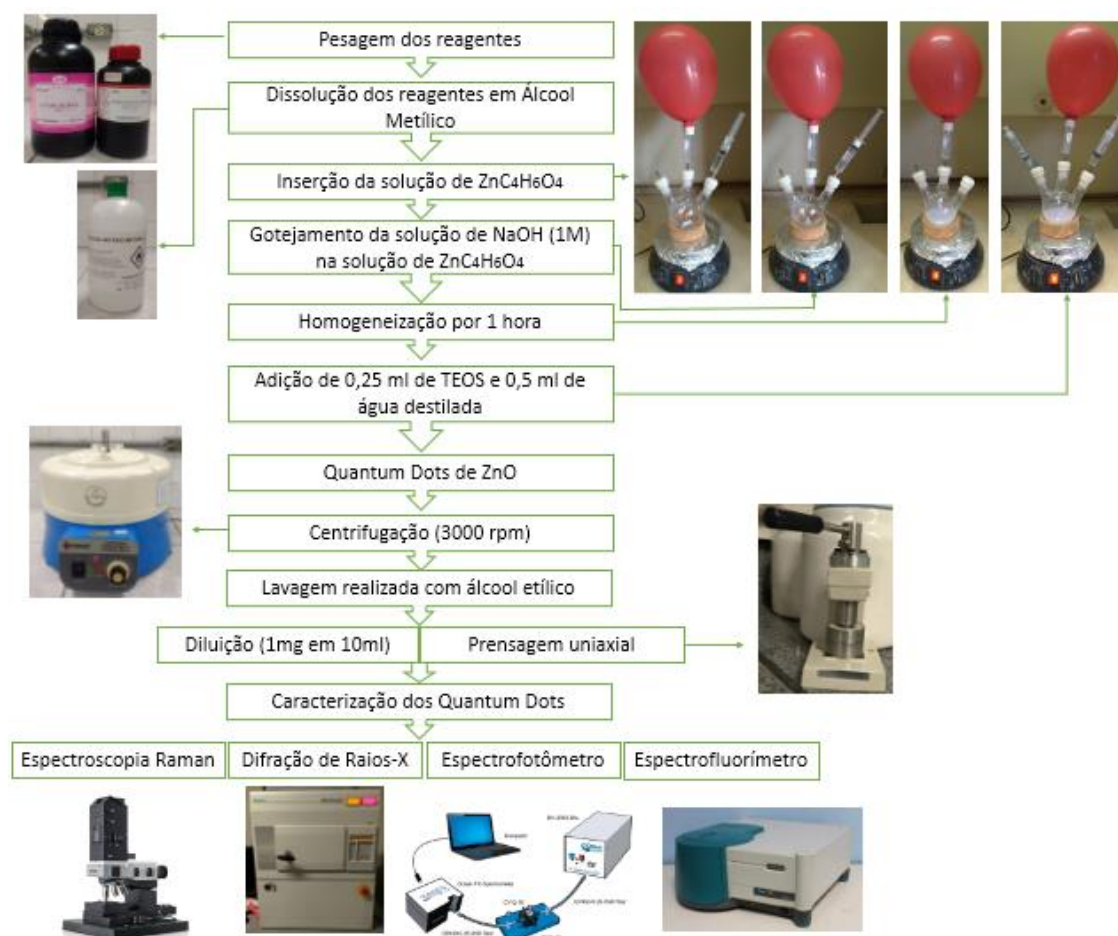 Pesagem dos reagentes
Dissolução dos reagentes em Álcool
Metílico
Inserção da solução de ZnC4H6O4
Gotejamento da solução de NaOH (1M)
na solução de ZnC4H6O4
Homogeneização por 1 hora
Adição de 0,25 ml de TEOS e 0,5 ml de
água destilada
Quantum Dots de ZnO
Centrifugação (3000 rpm)
Lavagem realizada com álcool etílico
Diluição (1mg em 10ml)
Prensagem uniaxial
Caracterização dos Quantum Dots
Espectroscopia Raman
Difração de Raios-X
Espectrofotômetro
Espectrofluorímetro